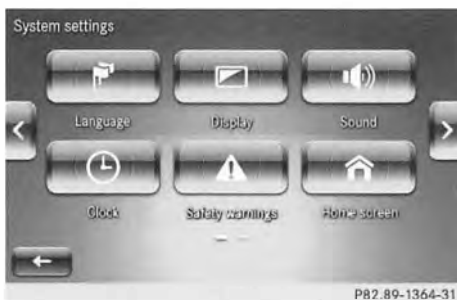 System settings
Language Display Sound
Clock Safety warnings Home screen
P82.89-1364-31